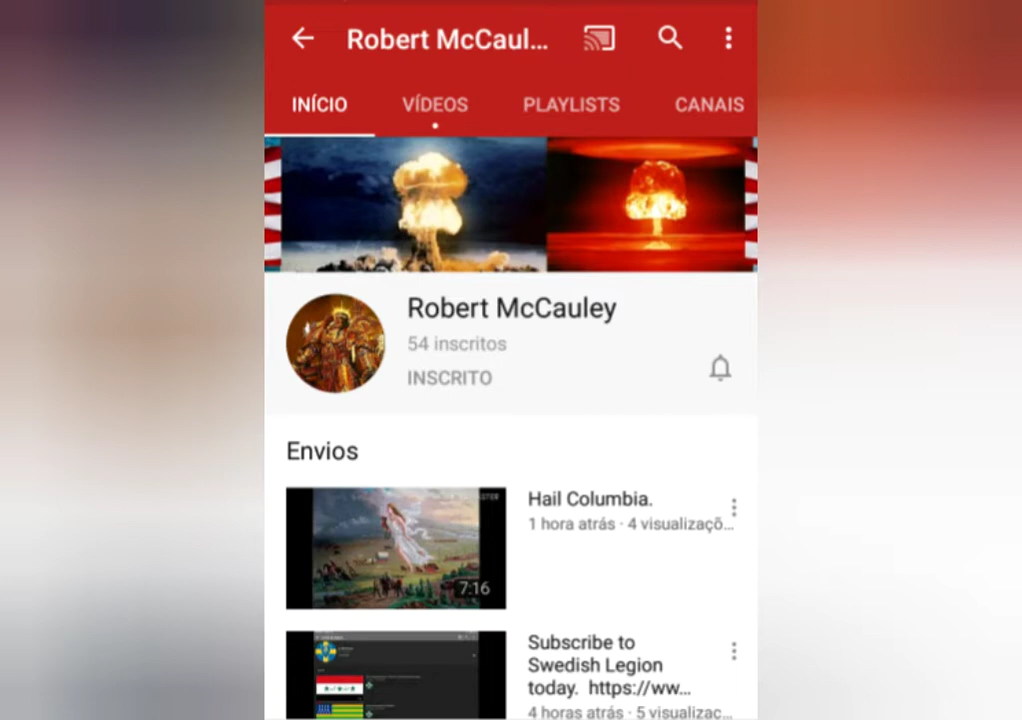 Robert McCaul...
INÍCIO VÍDEOS PLAYLISTS CANAIS
Robert McCauley
54 inscritos
INSCRITO
Envios
Hail Columbia.
1 hora atrás · 4 visualizaçõ...
7:16
Subscribe to
Swedish Legion
today. https://ww...
4 horas atrás · 5 visualizaç...